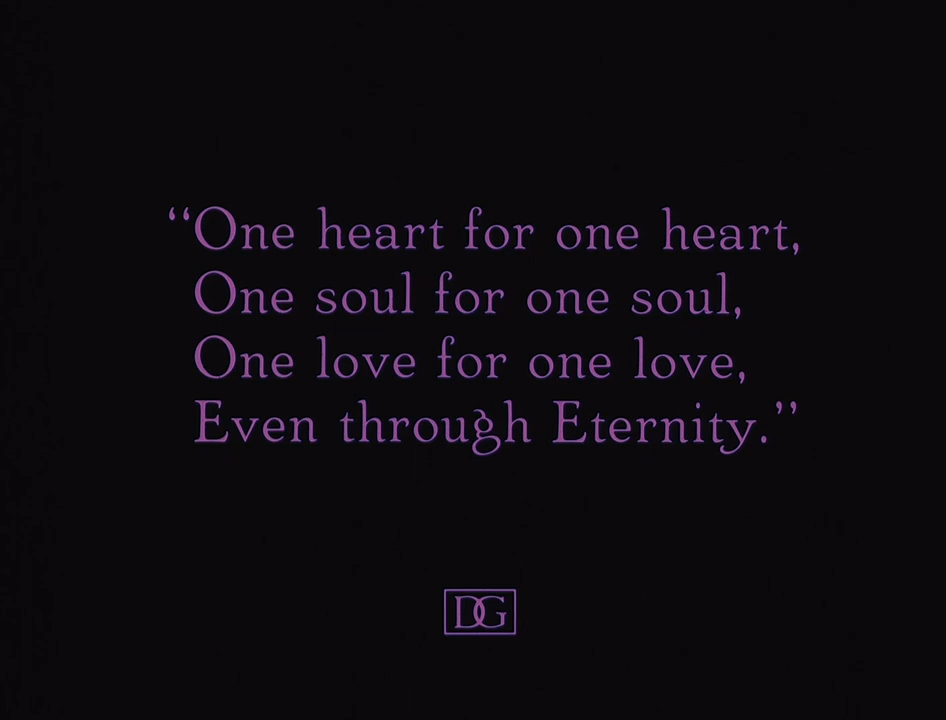 “One heart for one heart,
One soul for one soul,
One love for one love,
Even through Eternity.”
DG